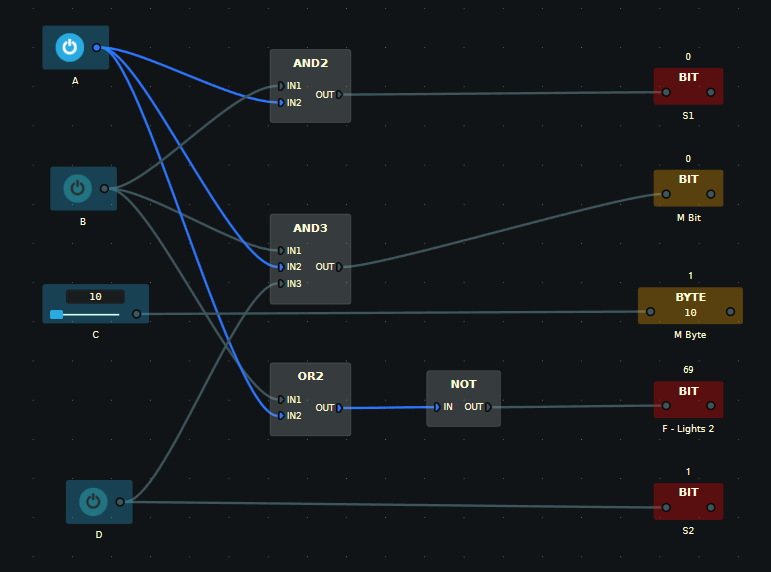 A
AND2
IN1
IN2
OUT
0
BIT
S1
B
AND3
IN1
IN2
IN3
OUT
0
BIT
M Bit
10
C
1
BYTE
10
M Byte
OR2
IN1
IN2
OUT
NOT
IN
OUT
69
BIT
F - Lights 2
D
1
BIT
S2